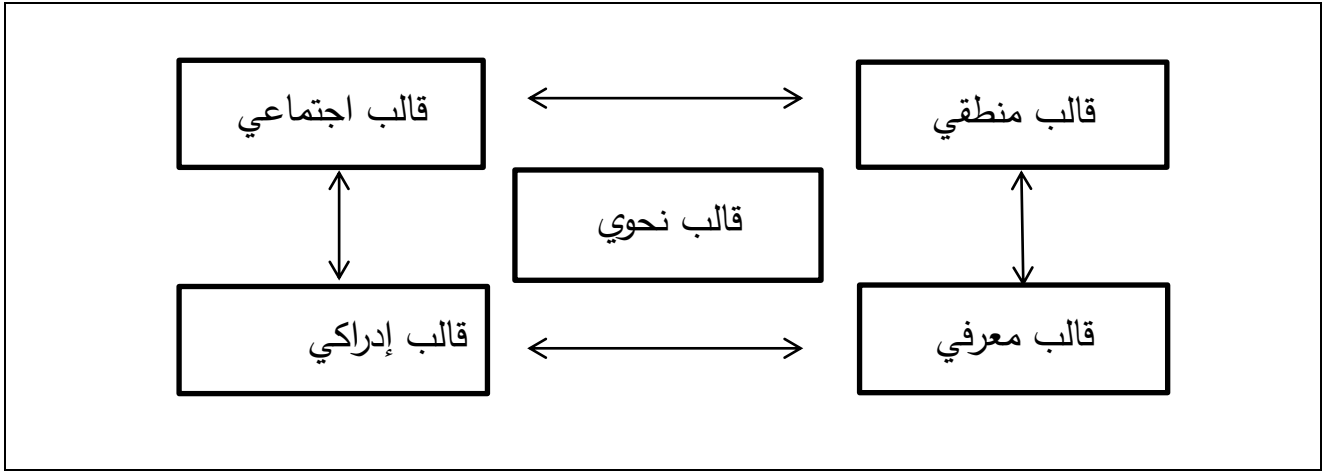 قالب منطقي
قالب اجتماعي
قالب نحوي
قالب معرفي
قالب إدراكي